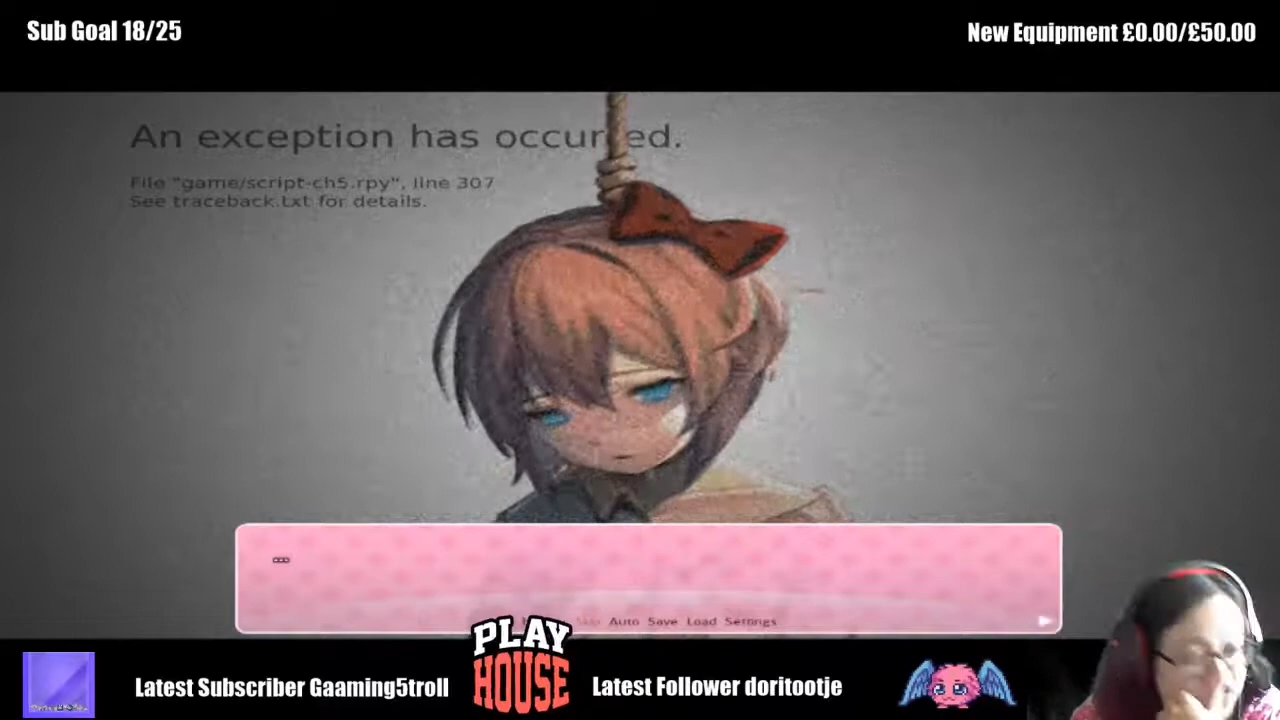 Sub Goal 18/25
New Equipment £0.00/£50.00
An exception has occurred.
File "game/script-ch5.rpy", line 307
See traceback.txt for details.
...
Auto Save Load Settings
PLAY
HOUSE
Latest Subscriber Gaaming5troll
Latest Follower doritootje